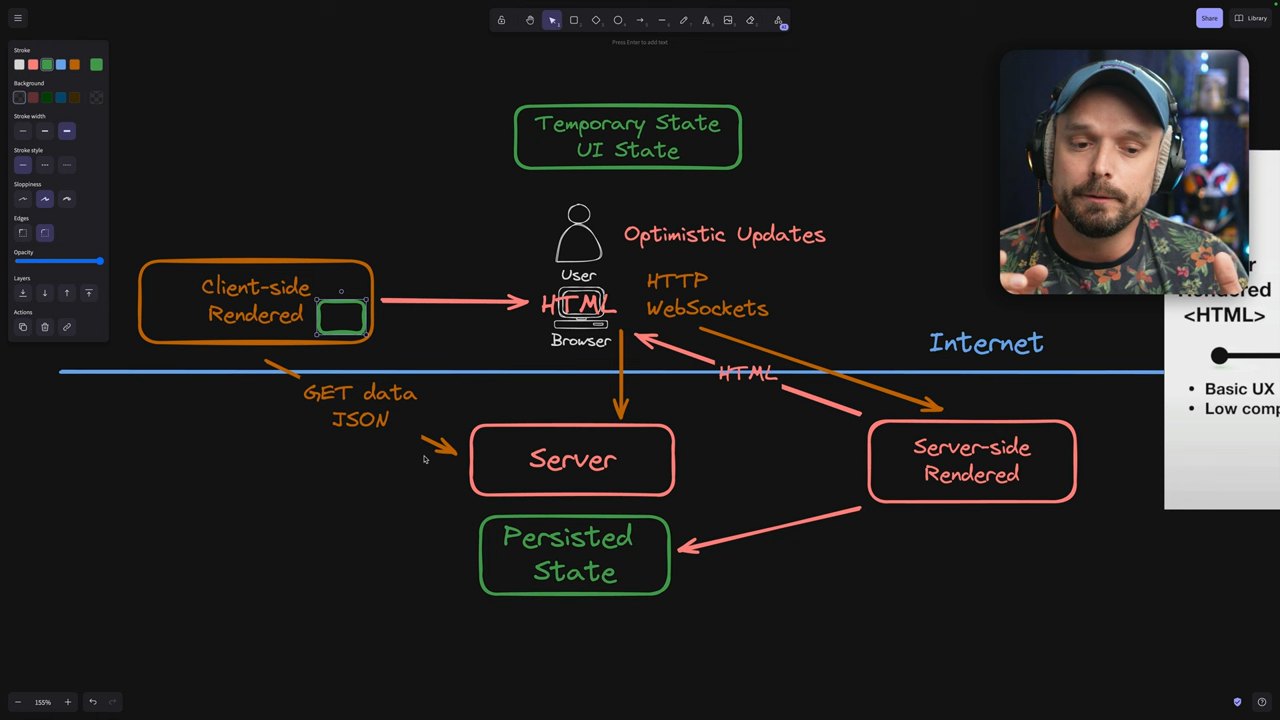 Share
Library
Press Enter to add text
Stroke
Background
Stroke width
Stroke style
Sloppiness
Edges
Opacity
Layers
Actions
Temporary State
UI State
Optimistic Updates
User
HTTP
WebSockets
Client-side
Rendered
HTML
Browser
Internet
<HTML>
Basic UX
HTML
GET data
JSON
Server
Server-side
Rendered
Persisted
State
155%